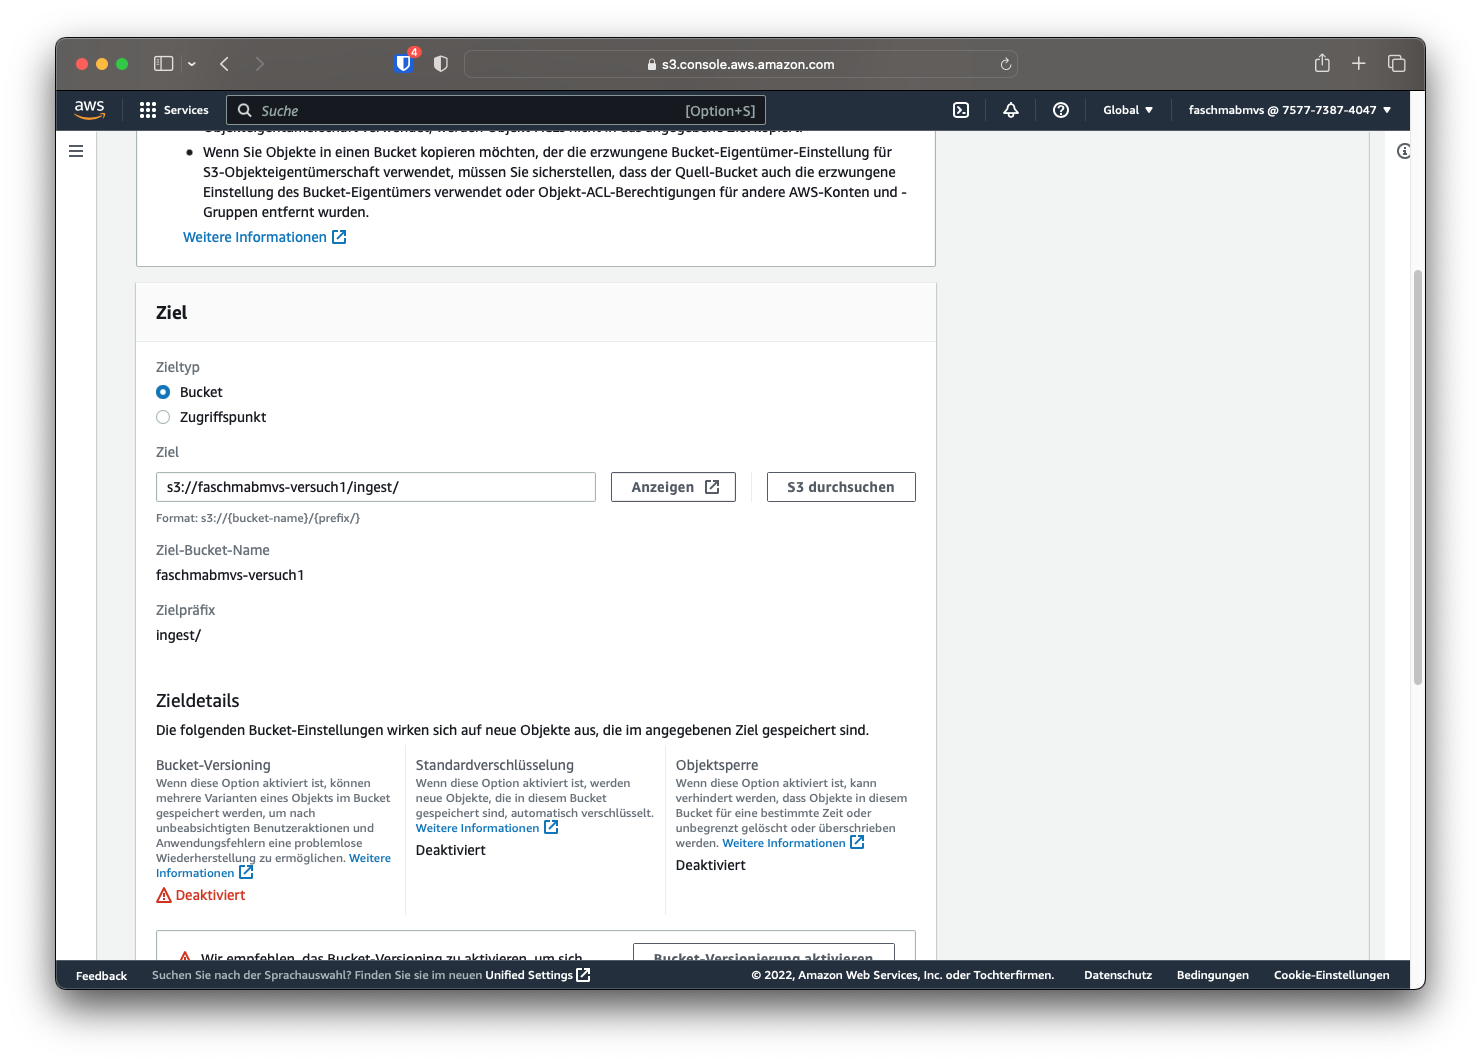 4
s3.console.aws.amazon.com
aws
Services
Suche
[Option+S]
Global
faschmabmvs @ 7577-7387-4047
Objekteigentümerschaft verwendet, werden Objekt-ACLs nicht in das angegebene Ziel kopiert.
• Wenn Sie Objekte in einen Bucket kopieren möchten, der die erzwungene Bucket-Eigentümer-Einstellung für
S3-Objekteigentümerschaft verwendet, müssen Sie sicherstellen, dass der Quell-Bucket auch die erzwungene
Einstellung des Bucket-Eigentümers verwendet oder Objekt-ACL-Berechtigungen für andere AWS-Konten und -
Gruppen entfernt wurden.
Weitere Informationen
Ziel
Zieltyp
Bucket
Zugriffspunkt
Ziel
s3://faschmabmvs-versuch1/ingest/
Anzeigen
S3 durchsuchen
Format: s3://{bucket-name}/{prefix/}
Ziel-Bucket-Name
faschmabmvs-versuch1
Zielpräfix
ingest/
Zieldetails
Die folgenden Bucket-Einstellungen wirken sich auf neue Objekte aus, die im angegebenen Ziel gespeichert sind.
Bucket-Versioning
Wenn diese Option aktiviert ist, können
mehrere Varianten eines Objekts im Bucket
gespeichert werden, um nach
unbeabsichtigten Benutzeraktionen und
Anwendungsfehlern eine problemlose
Wiederherstellung zu ermöglichen. Weitere
Informationen
Deaktiviert
Standardverschlüsselung
Wenn diese Option aktiviert ist, werden
neue Objekte, die in diesem Bucket
gespeichert sind, automatisch verschlüsselt.
Weitere Informationen
Deaktiviert
Objektsperre
Wenn diese Option aktiviert ist, kann
verhindert werden, dass Objekte in diesem
Bucket für eine bestimmte Zeit oder
unbegrenzt gelöscht oder überschrieben
werden. Weitere Informationen
Deaktiviert
Wir empfehlen, das Bucket-Versioning zu aktivieren, um sich
Bucket-Versionierung aktivieren
Feedback
Suchen Sie nach der Sprachauswahl? Finden Sie sie im neuen Unified Settings
© 2022, Amazon Web Services, Inc. oder Tochterfirmen.
Datenschutz
Bedingungen
Cookie-Einstellungen